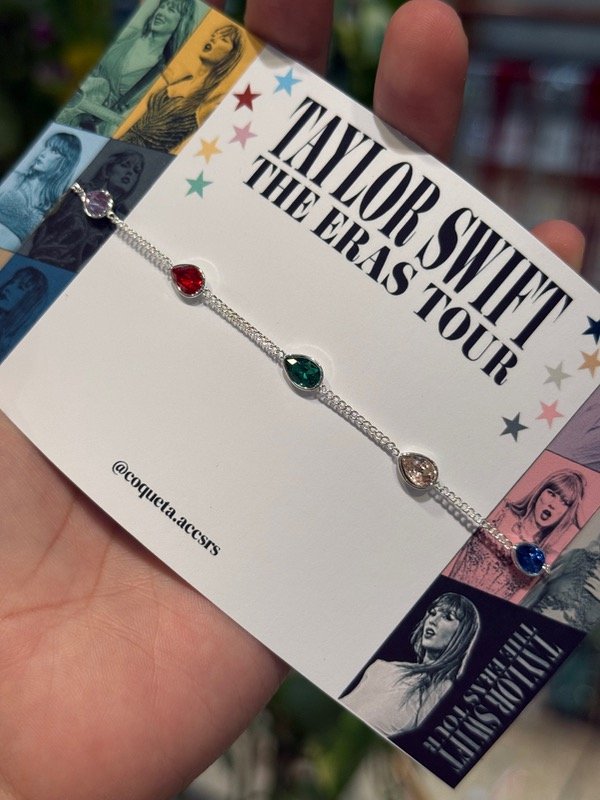 TAYLOR SWIFT
THE ERAS TOUR
@coqueta.accsrs
TAYLOR SWIFT
THE ERAS TOUR